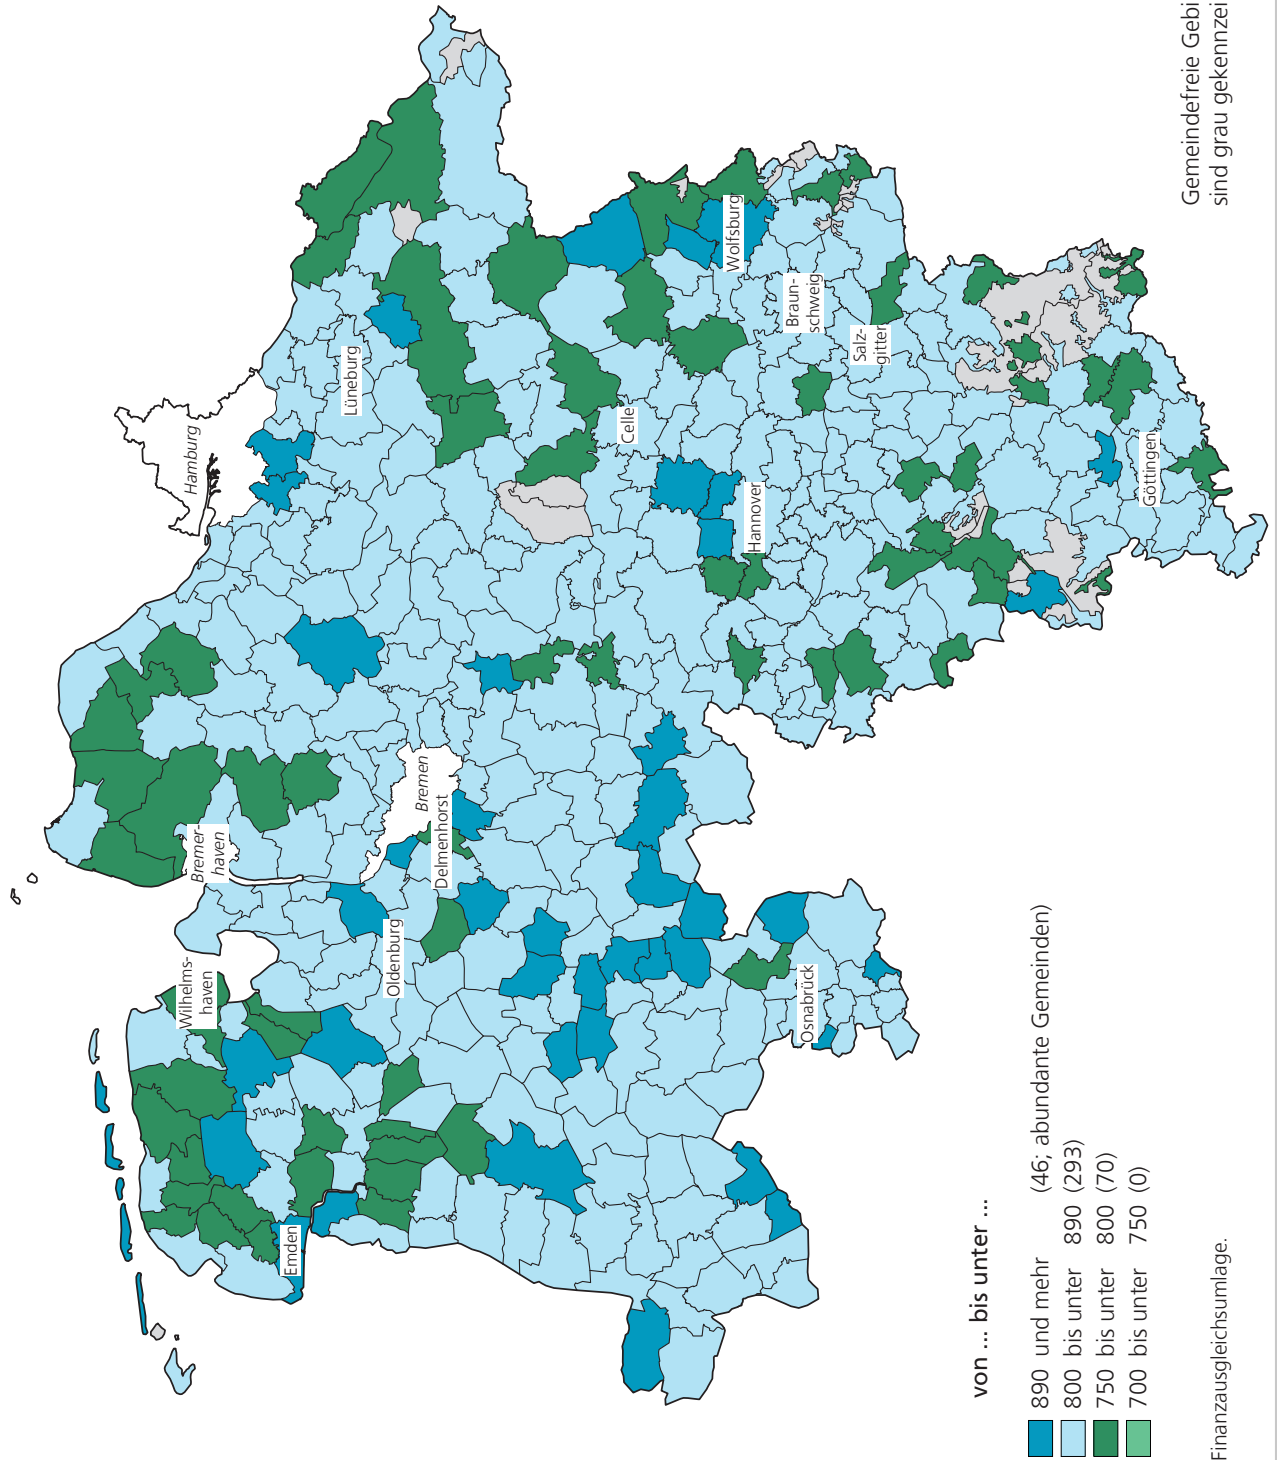 Hamburg
Lüneburg
Bremer-
haven
Wilhelms-
haven
Bremen
Delmenhorst
Oldenburg
Emden
Celle
Wolfsburg
Braun-
schweig
Salz-
gitter
Hannover
Osnabrück
Göttingen
von ... bis unter ...
890 und mehr (46; abundante Gemeinden)
800 bis unter 890 (293)
750 bis unter 800 (70)
700 bis unter 750 (0)
Gemeindefreie Gebi
sind grau gekennzei
Finanzausgleichsumlage.